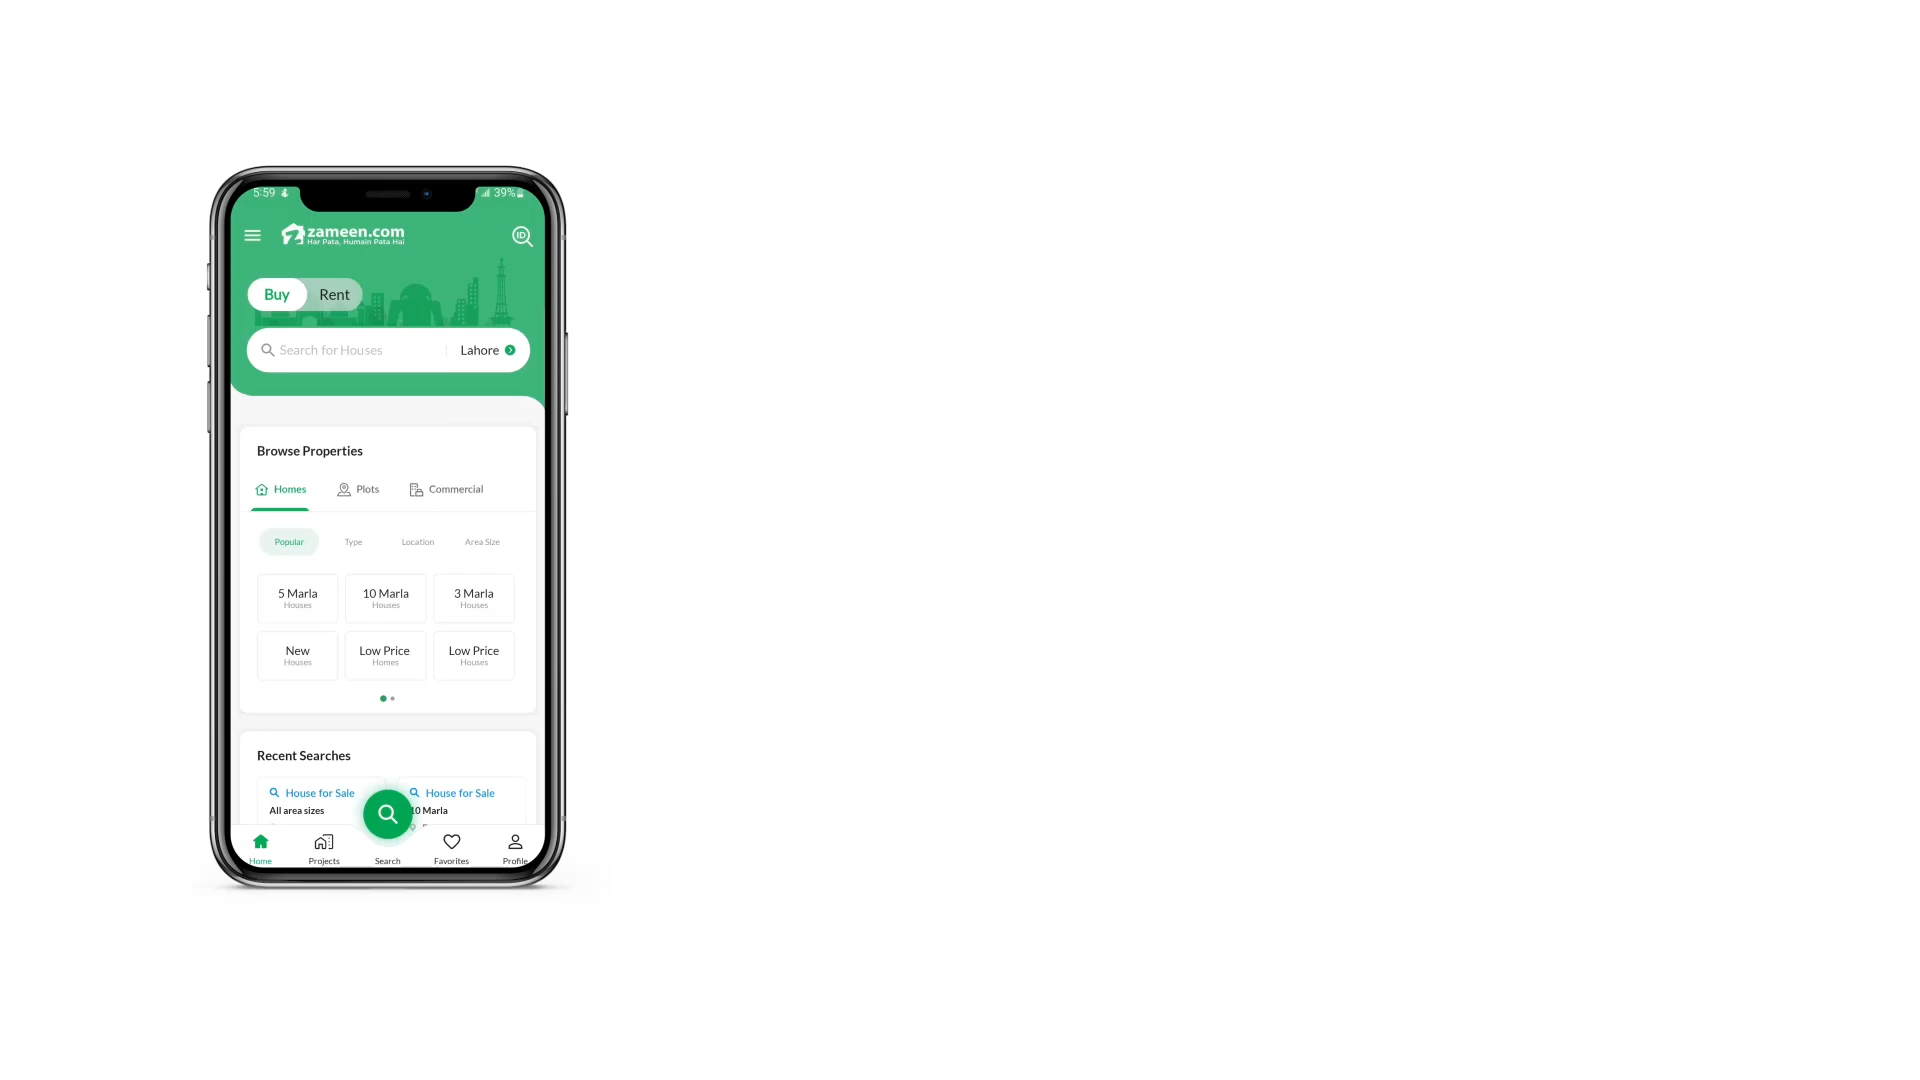 5:59
39%
zameen.com
Har Pata, Humain Pata Hai
ID
Buy Rent
Search for Houses Lahore
Browse Properties
Homes Plots Commercial
Popular Type Location Area Size
5 Marla 10 Marla 3 Marla
Houses Houses Houses
New Low Price Low Price
Houses Homes Houses
Recent Searches
House for Sale House for Sale
All area sizes 10 Marla
Home Projects Search Favorites Profile